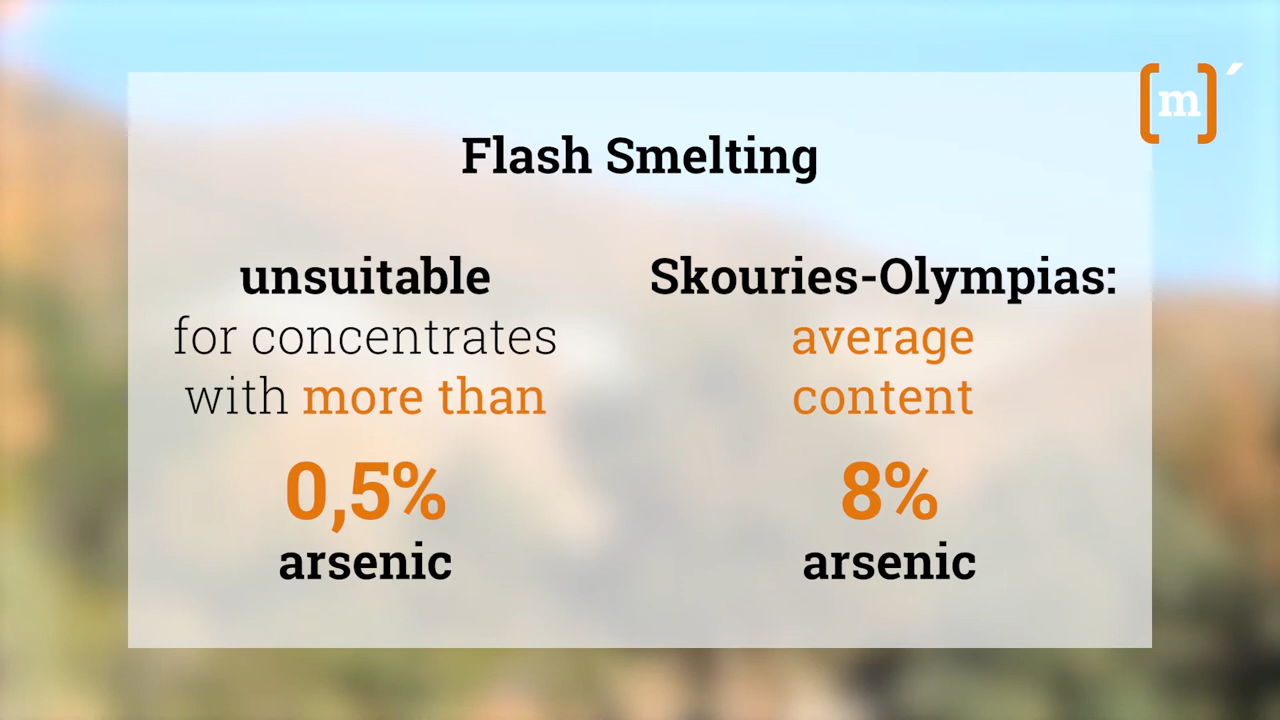 [m]´
Flash Smelting
unsuitable
for concentrates
with more than
0,5%
arsenic
Skouries-Olympias:
average
content
8%
arsenic